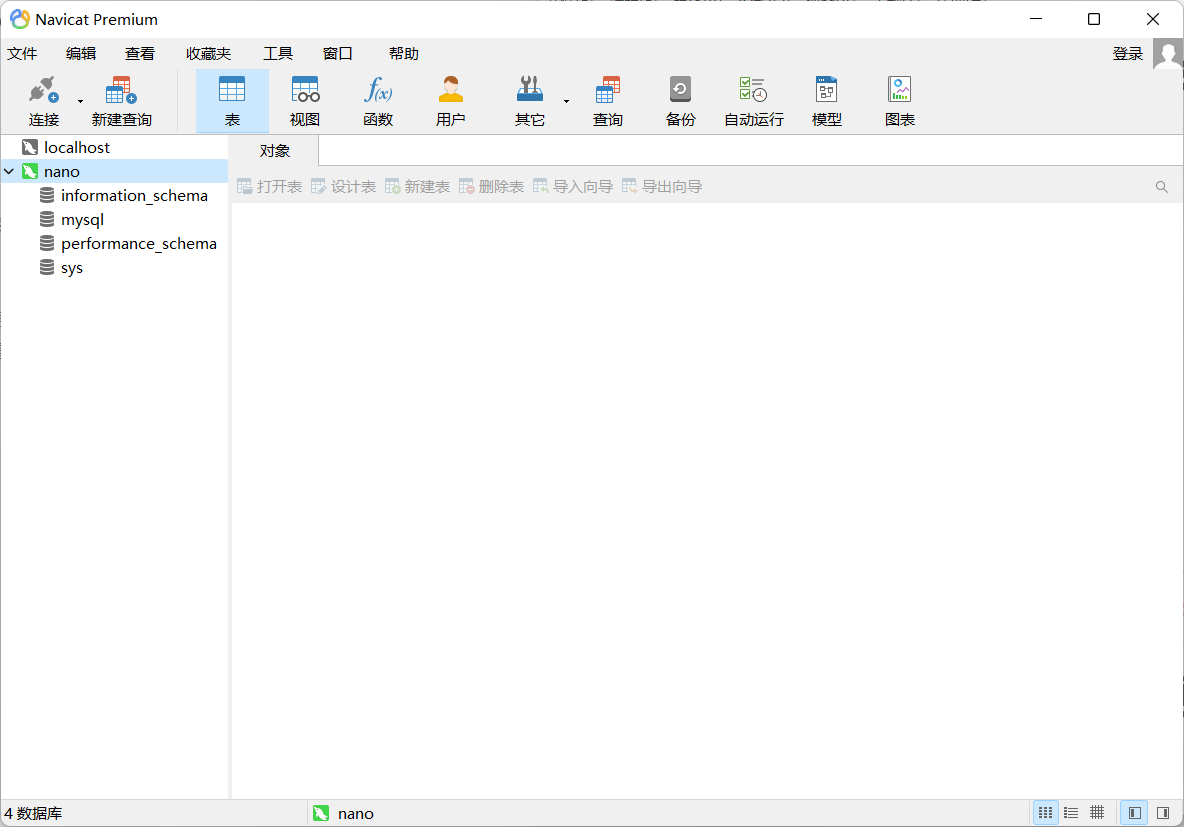 Navicat Premium
文件 编辑 查看 收藏夹 工具 窗口 帮助 登录
连接 新建查询 表 视图 函数 用户 其它 查询 备份 自动运行 模型 图表
localhost
nano
information_schema
mysql
performance_schema
sys
对象
打开表 设计表 新建表 删除表 导入向导 导出向导
4 数据库 nano